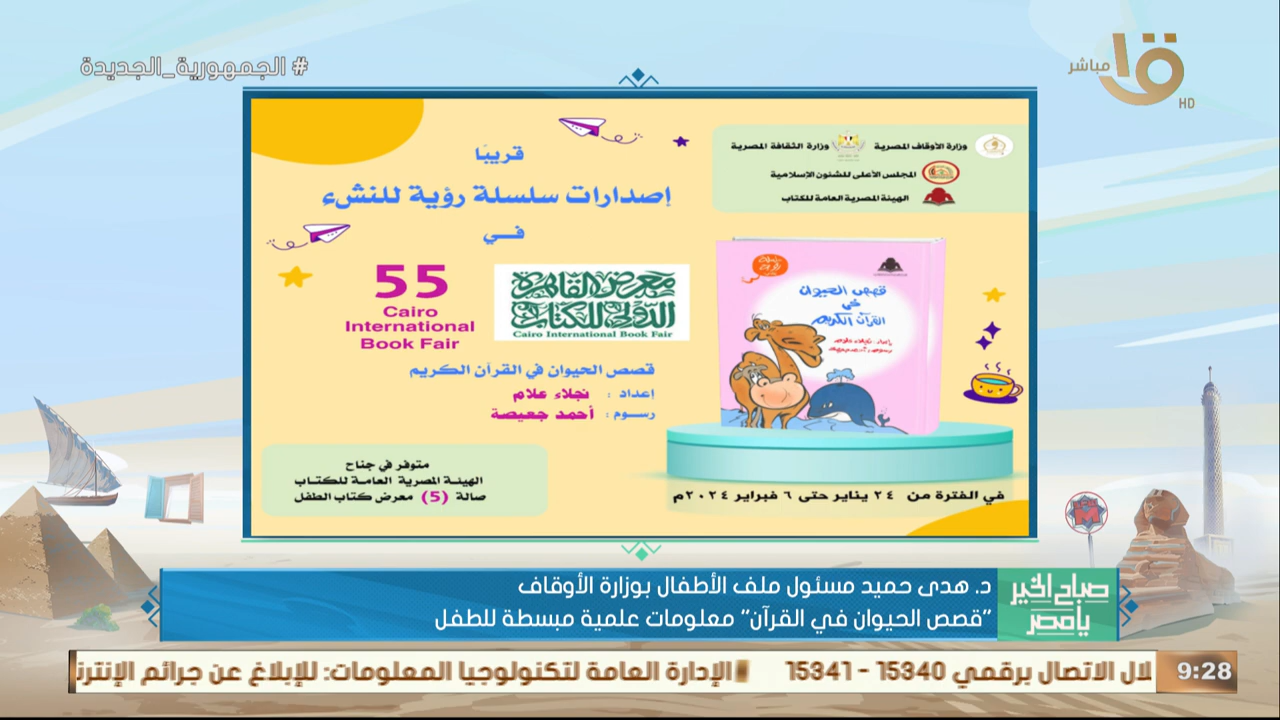 # الجمهورية_الجديدة
مباشر
HD
وزارة الأوقاف المصرية
وزارة الثقافة المصرية
المجلس الأعلى للشئون الإسلامية
الهيئة المصرية العامة للكتاب
قريبًا
إصدارات سلسلة رؤية للنشء
في
55
Cairo
International
Book Fair
معرض القاهرة
الدولي للكتاب
Cairo International Book Fair
قصص الحيوان في القرآن الكريم
إعداد : نجلاء علام
رسوم : أحمد جعيصة
قصص الحيوان
في
القرآن الكريم
متوفر في جناح
الهيئة المصرية العامة للكتاب
صالة (5) معرض كتاب الطفل
في الفترة من ٢٤ يناير حتى ٦ فبراير ٢٠٢٤م
صباح الخير
يا مصر
د. هدى حميد مسئول ملف الأطفال بوزارة الأوقاف
"قصص الحيوان في القرآن" معلومات علمية مبسطة للطفل
9:28
لال الاتصال برقمي 15340 - 15341 الإدارة العامة لتكنولوجيا المعلومات: للإبلاغ عن جرائم الإنترن